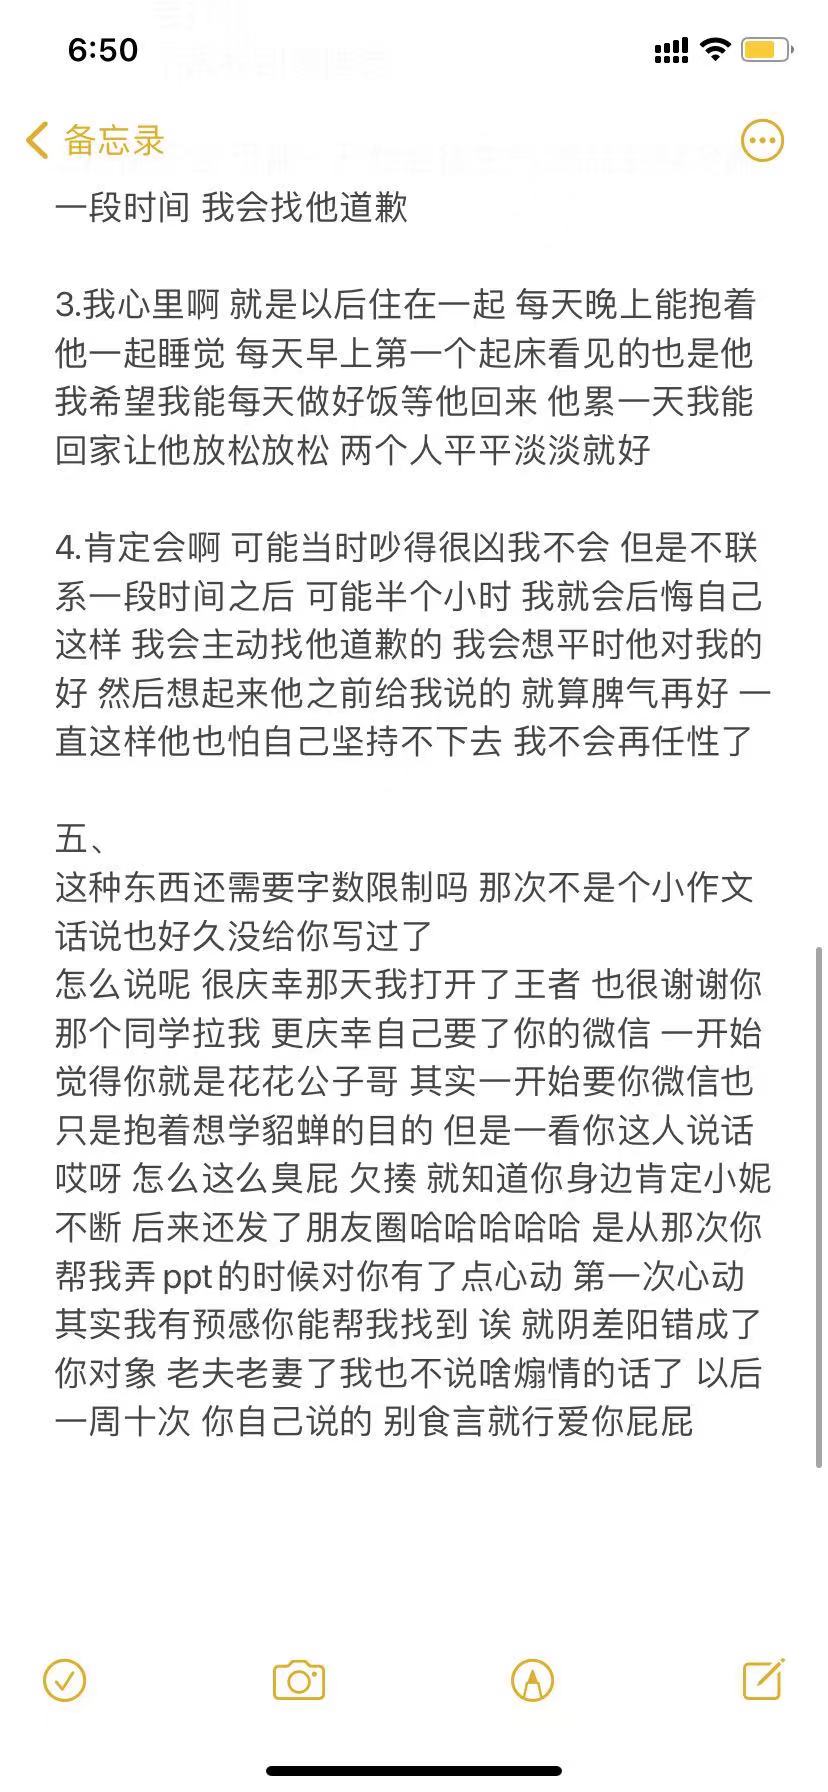 6:50
备忘录
一段时间 我会找他道歉
3.我心里啊 就是以后住在一起 每天晚上能抱着
他一起睡觉 每天早上第一个起床看见的也是他
我希望我能每天做好饭等他回来 他累一天我能
回家让他放松放松 两个人平平淡淡就好
4.肯定会啊 可能当时吵得很凶我不会 但是不联
系一段时间之后 可能半个小时 我就会后悔自己
这样 我会主动找他道歉的 我会想平时他对我的
好 然后想起来他之前给我说的 就算脾气再好 一
直这样他也怕自己坚持不下去 我不会再任性了
五、
这种东西还需要字数限制吗 那次不是个小作文
话说也好久没给你写过了
怎么说呢 很庆幸那天我打开了王者 也很谢谢你
那个同学拉我 更庆幸自己要了你的微信 一开始
觉得你就是花花公子哥 其实一开始要你微信也
只是抱着想学貂蝉的目的 但是一看你这人说话
哎呀 怎么这么臭屁 欠揍 就知道你身边肯定小妮
不断 后来还发了朋友圈哈哈哈哈哈 是从那次你
帮我弄ppt的时候对你有了点心动 第一次心动
其实我有预感你能帮我找到 诶 就阴差阳错成了
你对象 老夫老妻了我也不说啥煽情的话了 以后
一周十次 你自己说的 别食言就行爱你屁屁